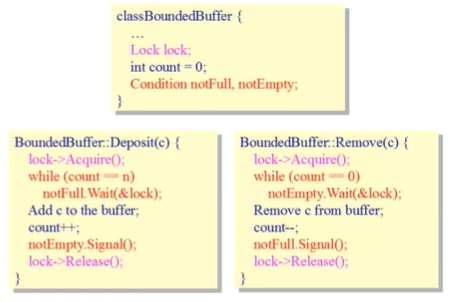 classBoundedBuffer {
…
Lock lock;
int count = 0;
Condition notFull, notEmpty;
}
BoundedBuffer::Deposit(c) {
lock->Acquire();
while (count == n)
notFull.Wait(&lock);
Add c to the buffer;
count++;
notEmpty.Signal();
lock->Release();
}
BoundedBuffer::Remove(c) {
lock->Acquire();
while (count == 0)
notEmpty.Wait(&lock);
Remove c from buffer;
count--;
notFull.Signal();
lock->Release();
}